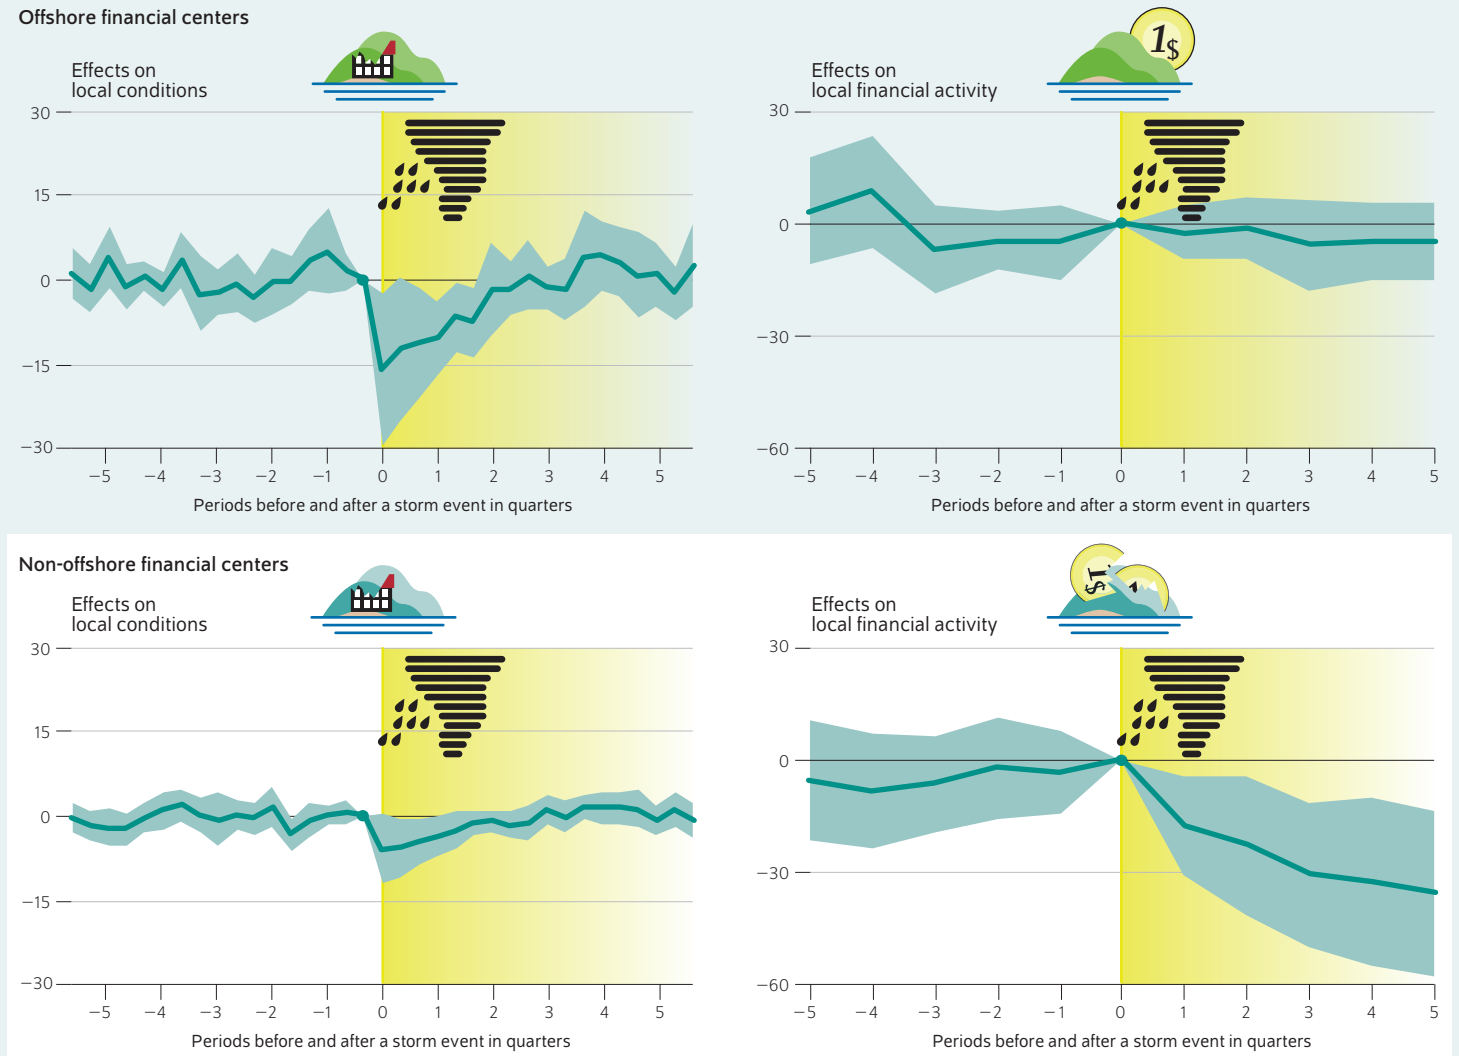 Offshore financial centers
Effects on
local conditions
30
15
0
−15
−30
−5 −4 −3 −2 −1 0 1 2 3 4 5
Periods before and after a storm event in quarters
1$
Effects on
local financial activity
30
0
−30
−60
−5 −4 −3 −2 −1 0 1 2 3 4 5
Periods before and after a storm event in quarters
Non-offshore financial centers
Effects on
local conditions
30
15
0
−15
−30
−5 −4 −3 −2 −1 0 1 2 3 4 5
Periods before and after a storm event in quarters
1$
Effects on
local financial activity
30
0
−30
−60
−5 −4 −3 −2 −1 0 1 2 3 4 5
Periods before and after a storm event in quarters